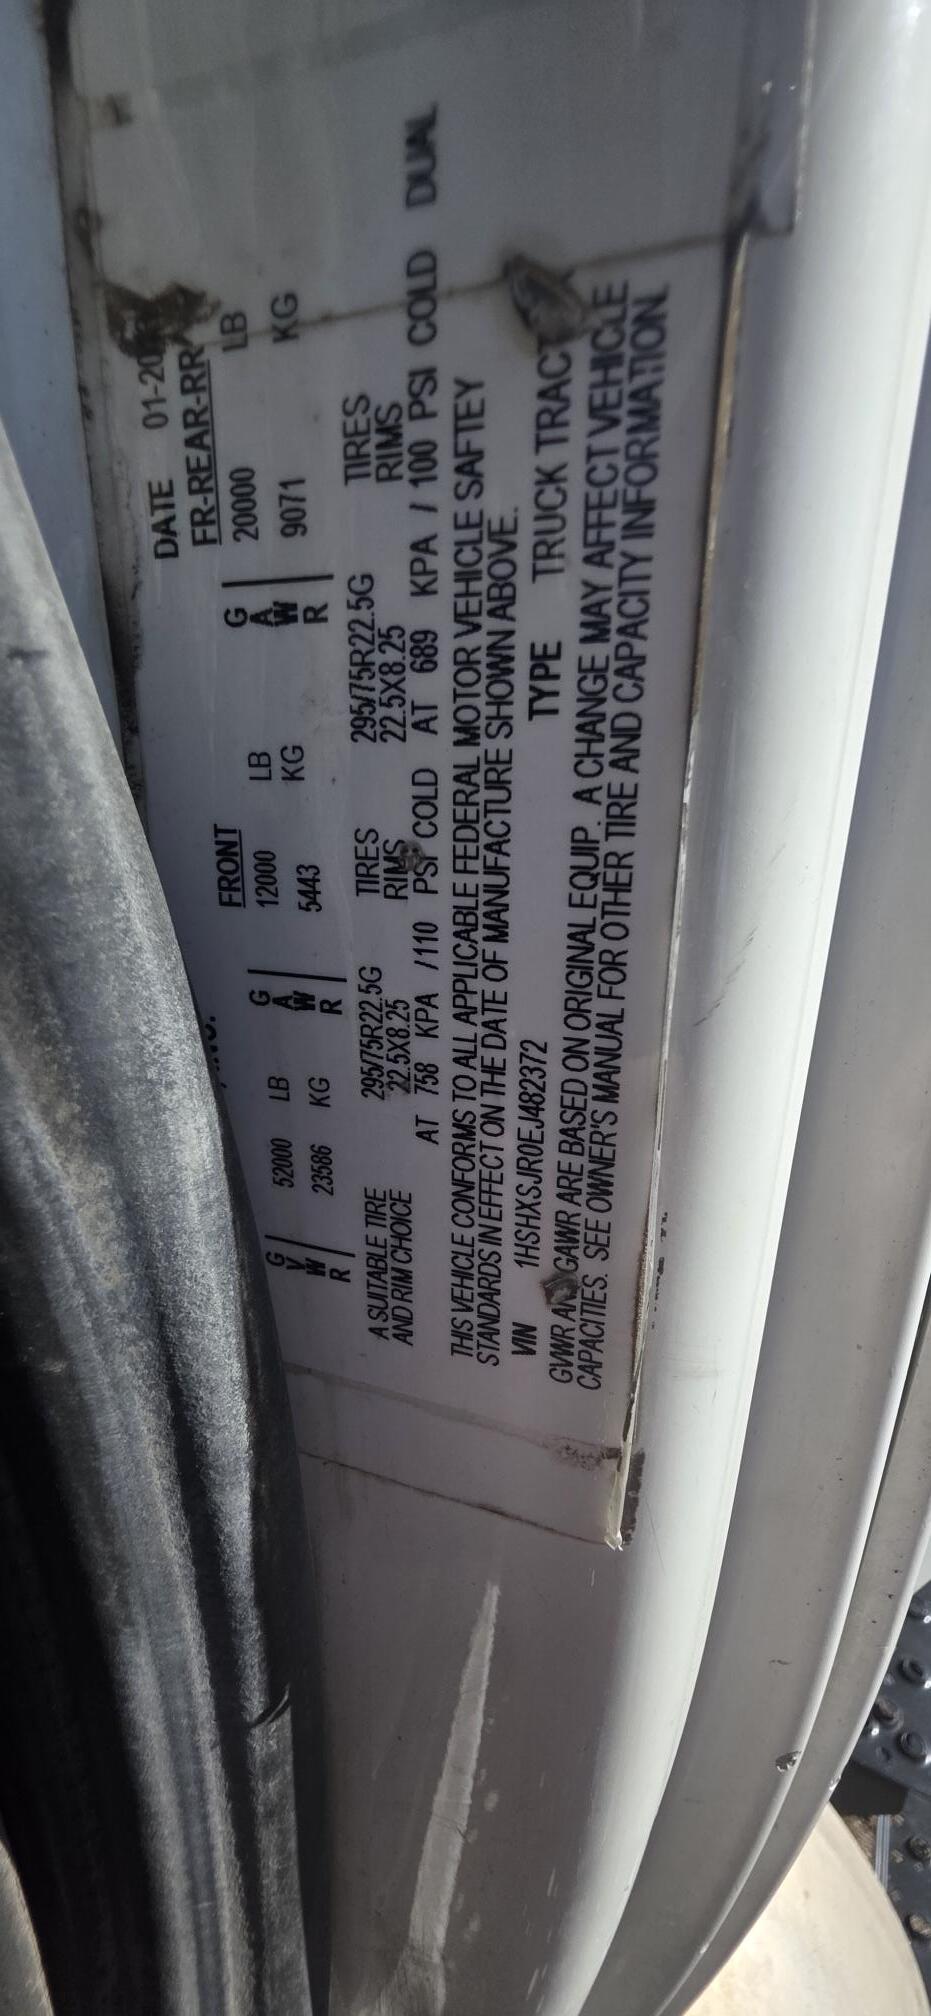 DATE 01-20
FRONT FR-REAR-RR
GVWR 52000 LB GAWR 12000 LB GAWR 20000 LB
23586 KG 5443 KG 9071 KG
A SUITABLE TIRE 295/75R22.5G TIRES 295/75R22.5G TIRES
AND RIM CHOICE 22.5X8.25 RIMS 22.5X8.25 RIMS
AT 758 KPA /110 PSI COLD AT 689 KPA / 100 PSI COLD DUAL
THIS VEHICLE CONFORMS TO ALL APPLICABLE FEDERAL MOTOR VEHICLE SAFTEY
STANDARDS IN EFFECT ON THE DATE OF MANUFACTURE SHOWN ABOVE.
VIN 1HSHXSJR0EJ482372 TYPE TRUCK TRAC
GVWR AND GAWR ARE BASED ON ORIGINAL EQUIP. A CHANGE MAY AFFECT VEHICLE
CAPACITIES. SEE OWNER'S MANUAL FOR OTHER TIRE AND CAPACITY INFORMATION.